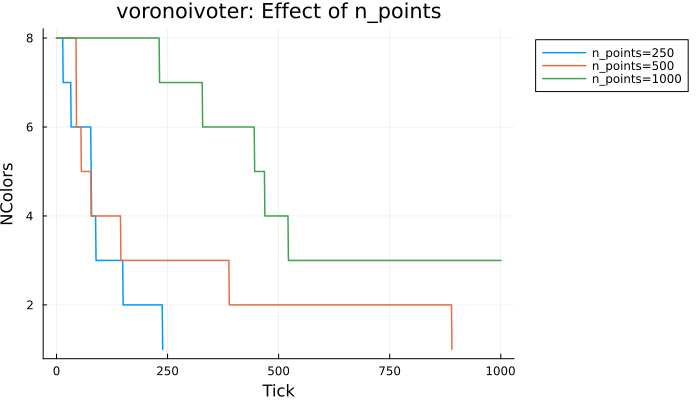 voronoivoter: Effect of n_points
NColors
8
6
4
2
0
250
500
750
1000
Tick
n_points=250
n_points=500
n_points=1000